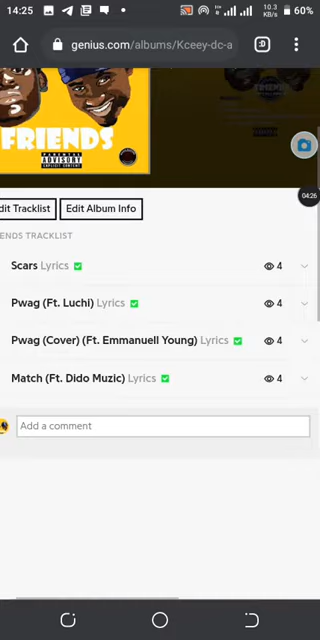 14:25
10.3 KB/s
60%
genius.com/albums/Kceey-dc-a
:D
FRIENDS
PARENTAL
ADVISORY
EXPLICIT CONTENT
04:26
dit Tracklist
Edit Album Info
ENDS TRACKLIST
Scars Lyrics 4
Pwag (Ft. Luchi) Lyrics 4
Pwag (Cover) (Ft. Emmanuell Young) Lyrics 4
Match (Ft. Dido Muzic) Lyrics 4
Add a comment